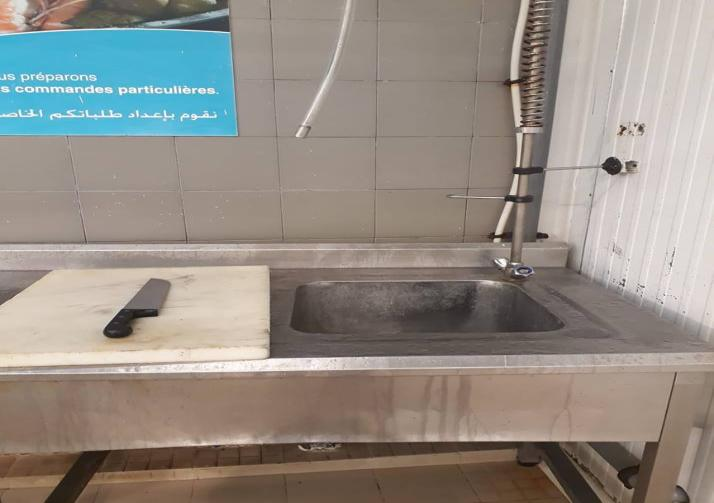 us préparons
s commandes particulières.
نقوم بإعداد طلباتكم الخاصة